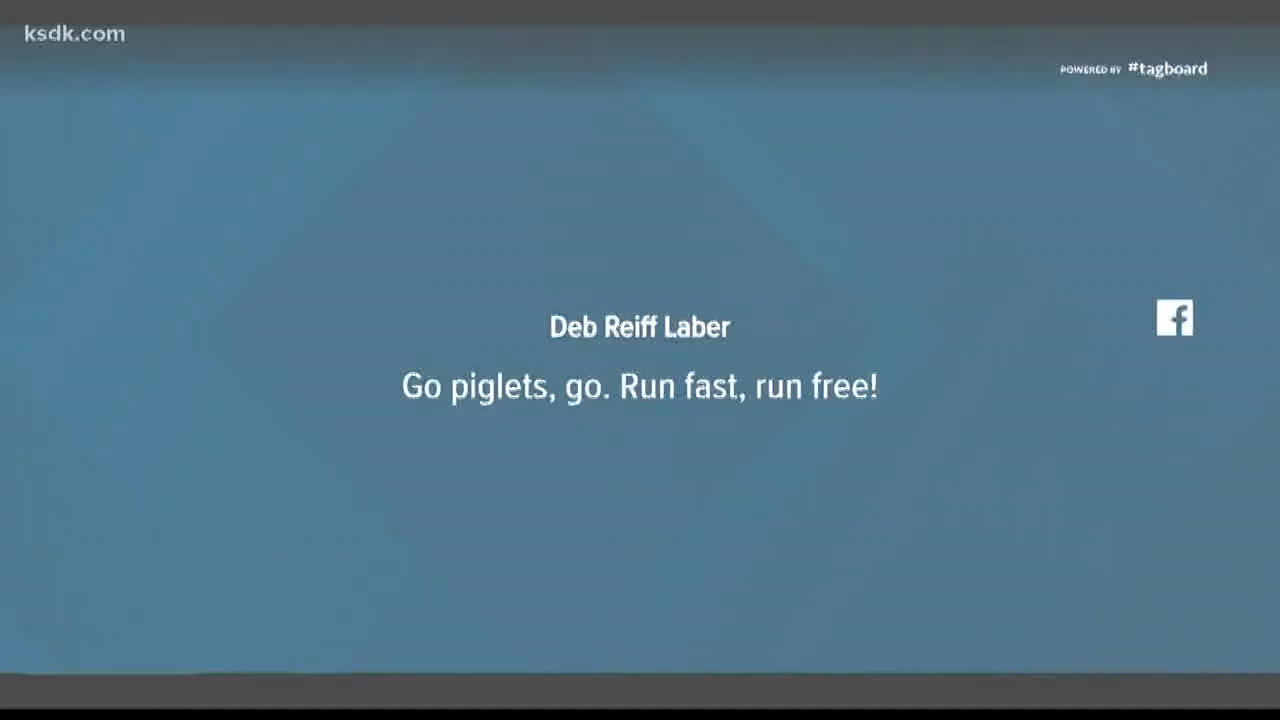 ksdk.com
POWERED BY #tagboard
Deb Reiff Laber
Go piglets, go. Run fast, run free!